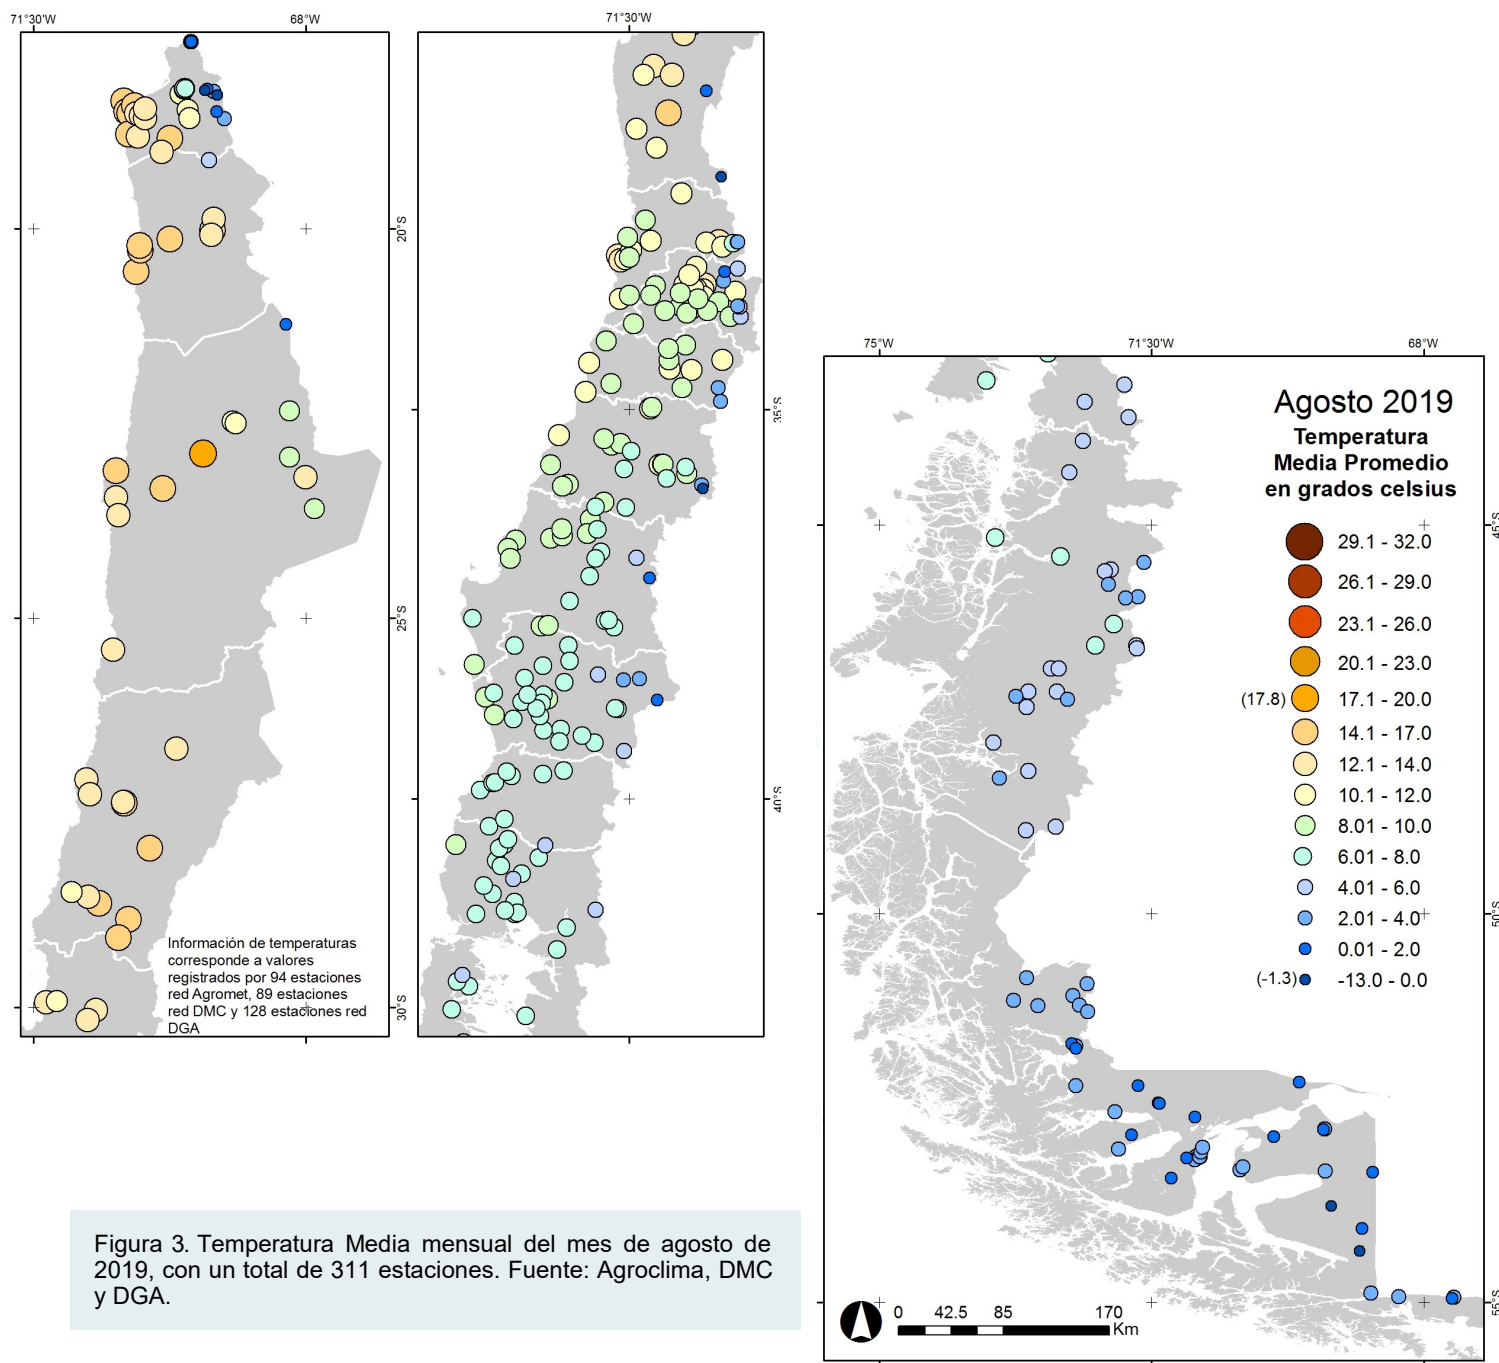 71°30'W
68°W
71°30'W
20°S
25°S
30°S
35°S
40°S
75°W
71°30'W
68°W
45°S
50°S
55°S
Información de temperaturas
corresponde a valores
registrados por 94 estaciones
red Agromet, 89 estaciones
red DMC y 128 estaciones red
DGA
Agosto 2019
Temperatura
Media Promedio
en grados celsius
29.1 - 32.0
26.1 - 29.0
23.1 - 26.0
20.1 - 23.0
(17.8) 17.1 - 20.0
14.1 - 17.0
12.1 - 14.0
10.1 - 12.0
8.01 - 10.0
6.01 - 8.0
4.01 - 6.0
2.01 - 4.0
0.01 - 2.0
(-1.3) -13.0 - 0.0
0 42.5 85 170
Km
Figura 3. Temperatura Media mensual del mes de agosto de
2019, con un total de 311 estaciones. Fuente: Agroclima, DMC
y DGA.